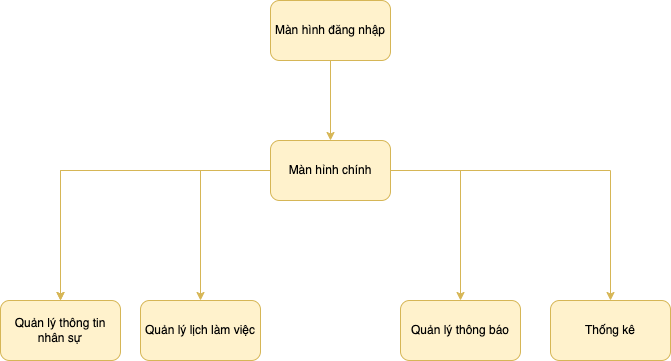 Màn hình đăng nhập
Màn hình chính
Quản lý thông tin
nhân sự
Quản lý lịch làm việc
Quản lý thông báo
Thống kê